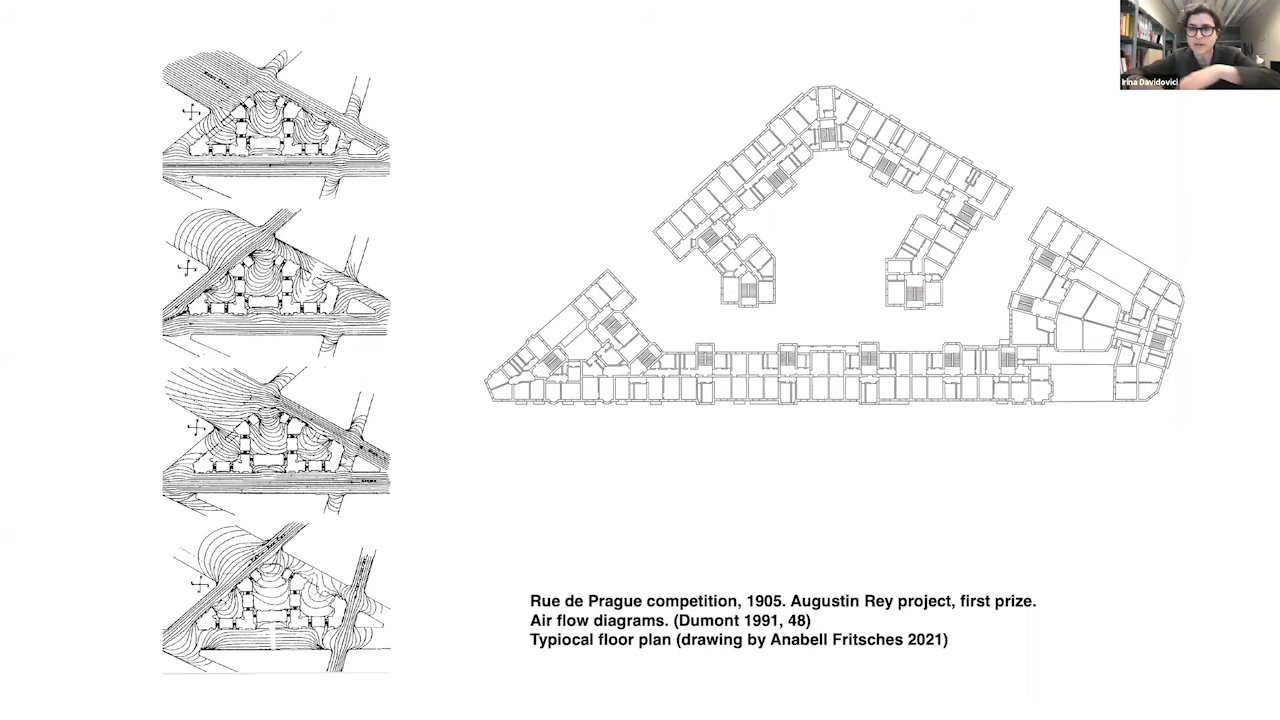 Irina Davidovici
Rue de Prague competition, 1905. Augustin Rey project, first prize.
Air flow diagrams. (Dumont 1991, 48)
Typiocal floor plan (drawing by Anabell Fritsches 2021)